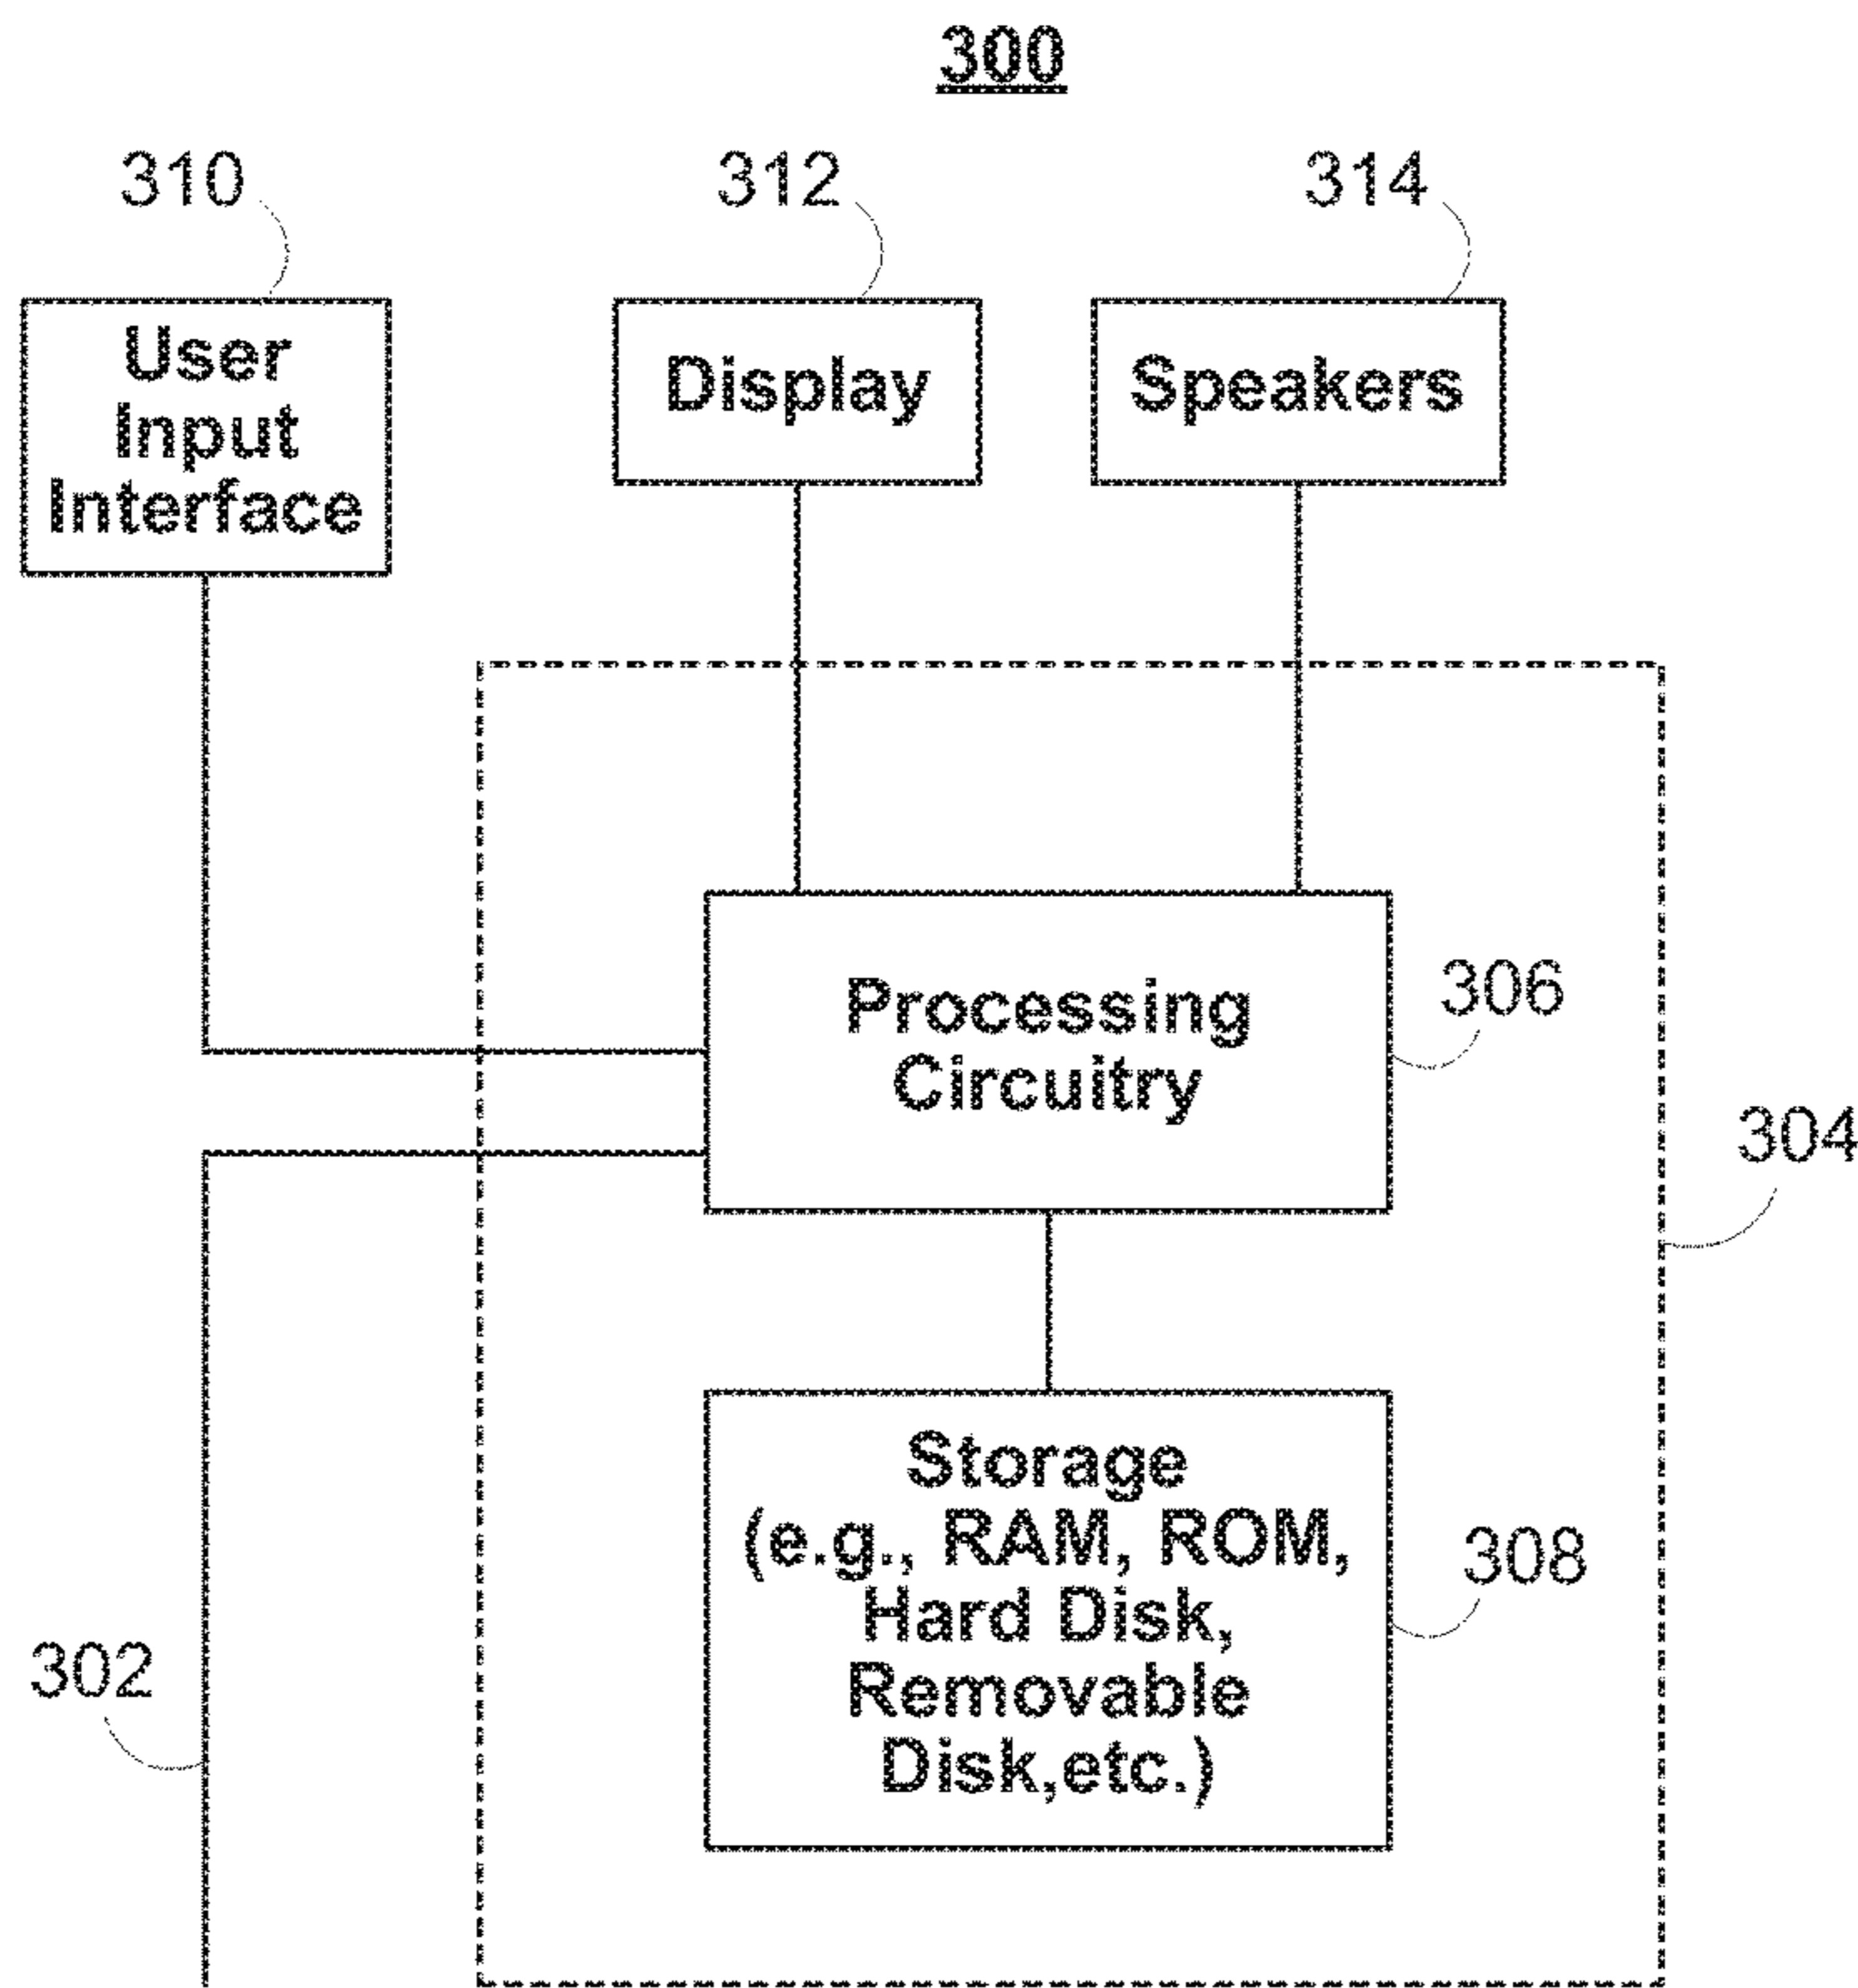 300
310
312
314
User
Input
Interface
Display
Speakers
Processing
Circuitry
306
304
Storage
(e.g., RAM, ROM,
Hard Disk,
Removable
Disk,etc.)
308
302